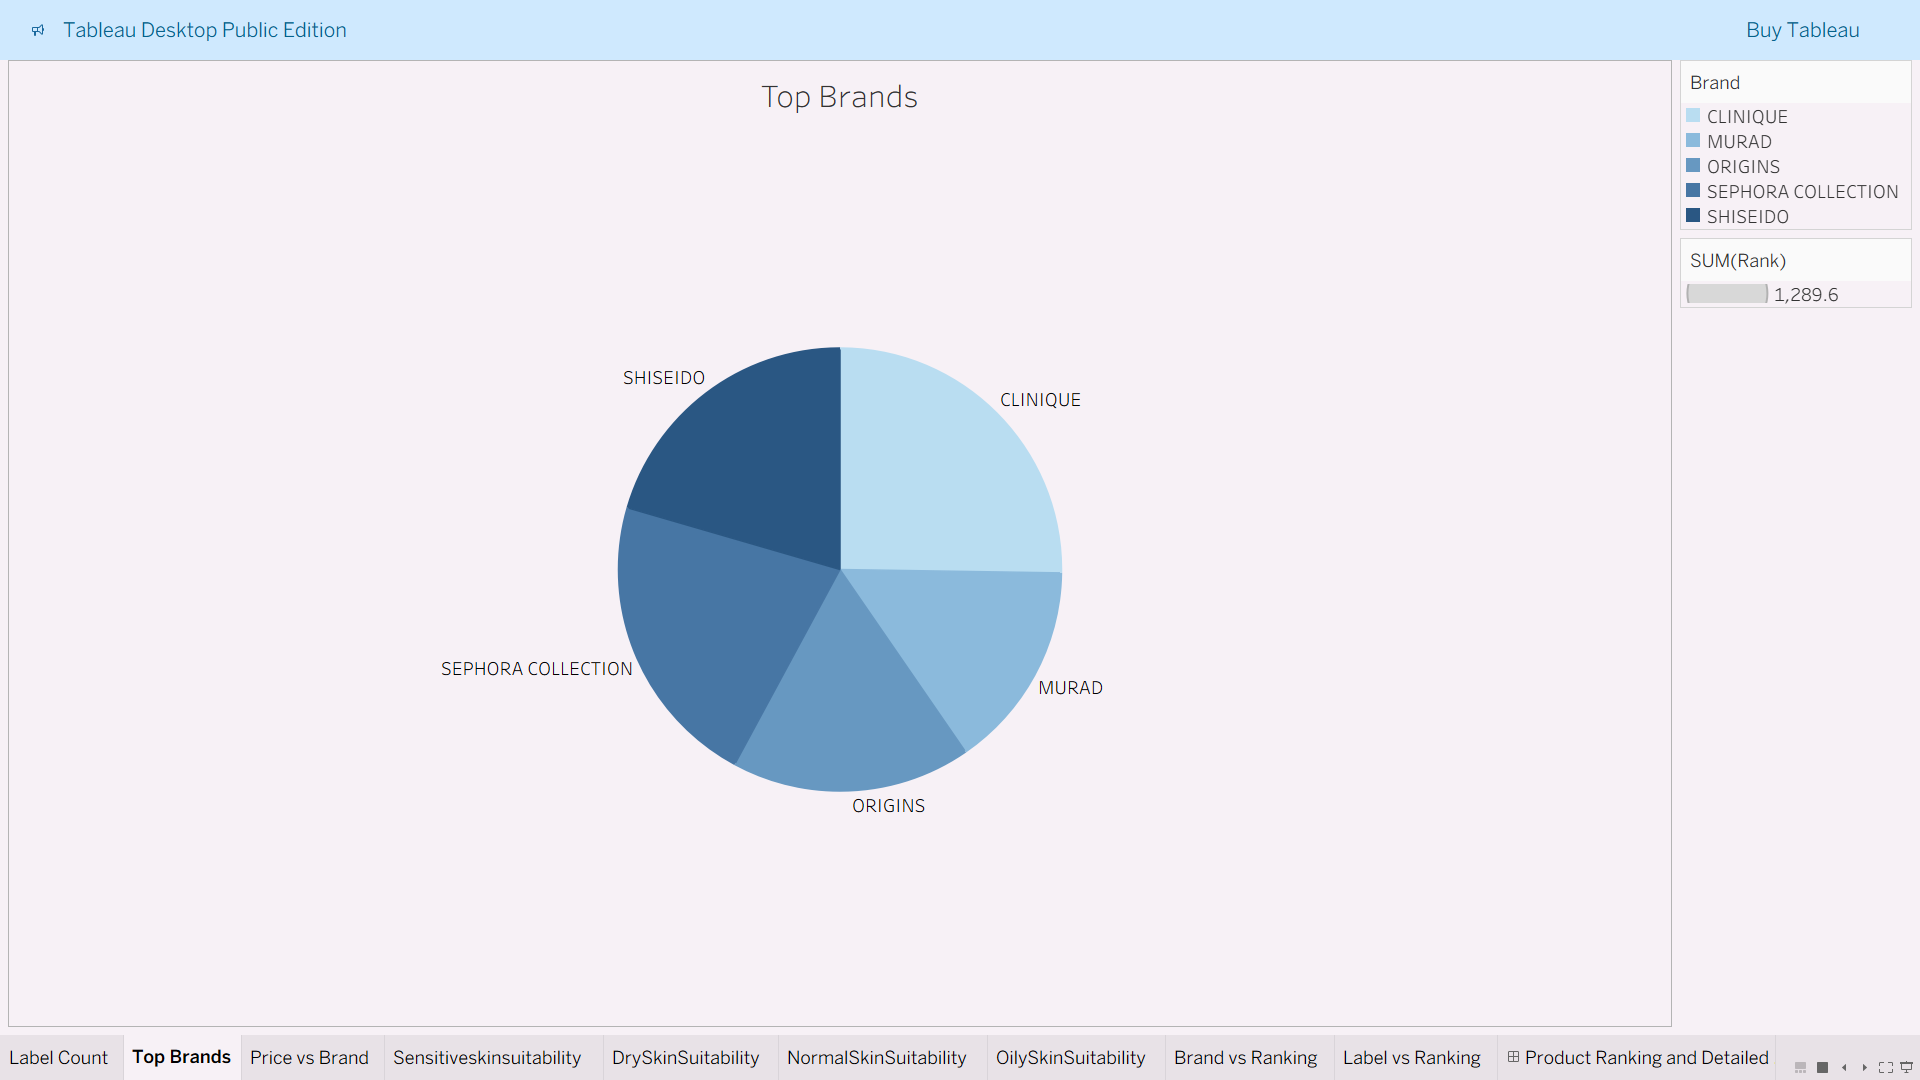 Tableau Desktop Public Edition
Buy Tableau
Top Brands
Brand
CLINIQUE
MURAD
ORIGINS
SEPHORA COLLECTION
SHISEIDO
SUM(Rank)
1,289.6
SHISEIDO
CLINIQUE
SEPHORA COLLECTION
MURAD
ORIGINS
Label Count
Top Brands
Price vs Brand
Sensitiveskinsuitability
DrySkinSuitability
NormalSkinSuitability
OilySkinSuitability
Brand vs Ranking
Label vs Ranking
Product Ranking and Detailed